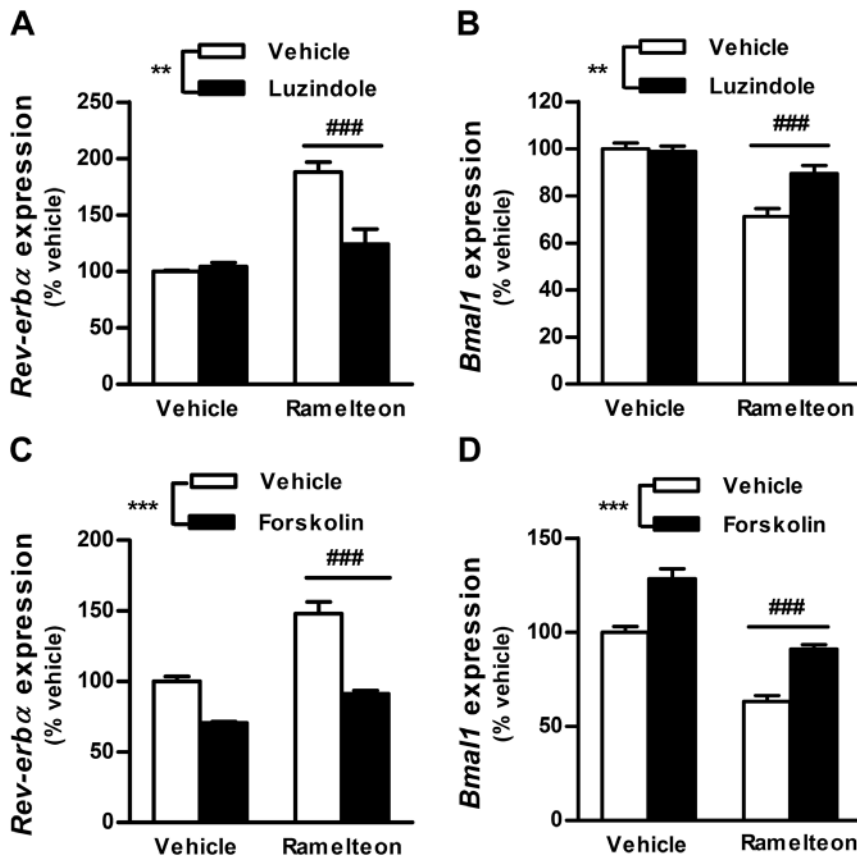 A
Vehicle
**
Luzindole
Rev-erbα expression
(% vehicle)
250
200
150
100
50
0
###
Vehicle
Ramelteon
B
Vehicle
**
Luzindole
Bmal1 expression
(% vehicle)
120
100
80
60
40
20
0
###
Vehicle
Ramelteon
C
Vehicle
***
Forskolin
Rev-erbα expression
(% vehicle)
200
150
100
50
0
###
Vehicle
Ramelteon
D
Vehicle
***
Forskolin
Bmal1 expression
(% vehicle)
150
100
50
0
###
Vehicle
Ramelteon